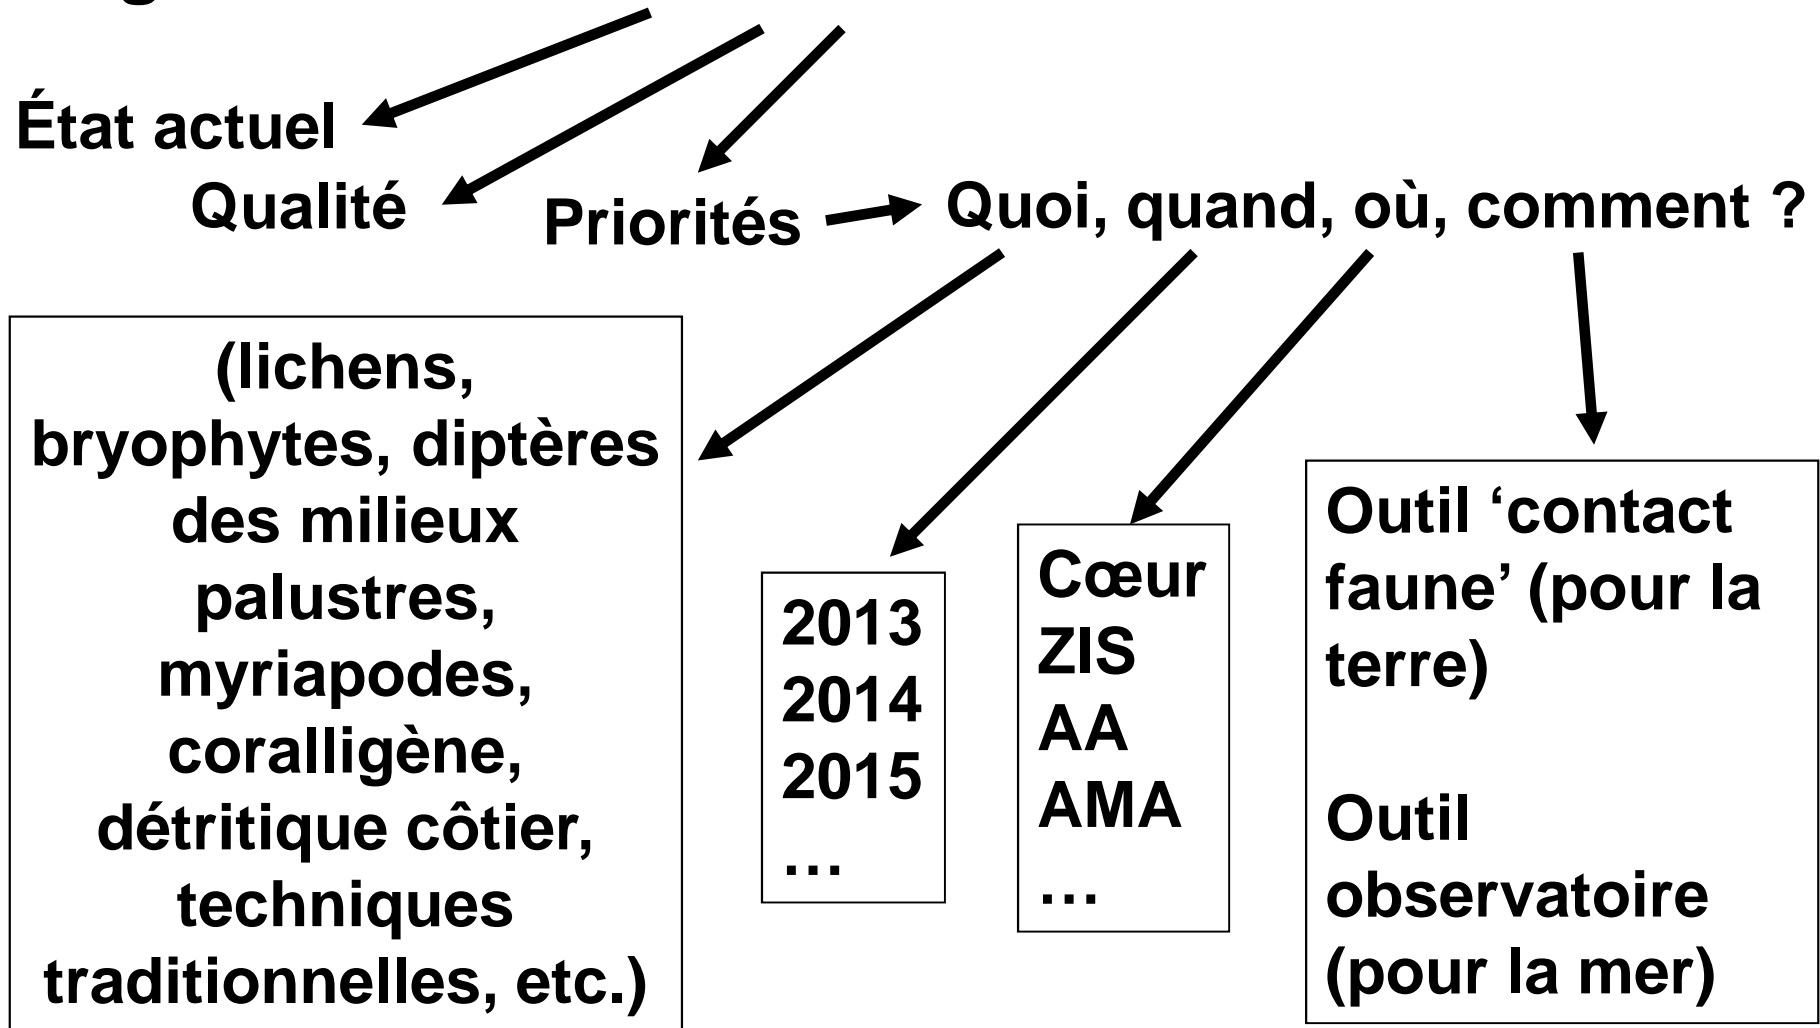 État actuel
Qualité
Priorités
Quoi, quand, où, comment ?
(lichens,
bryophytes, diptères
des milieux
palustres,
myriapodes,
coralligène,
détritique côtier,
techniques
traditionnelles, etc.)
2013
2014
2015
…
Cœur
ZIS
AA
AMA
…
Outil ‘contact
faune’ (pour la
terre)
Outil
observatoire
(pour la mer)